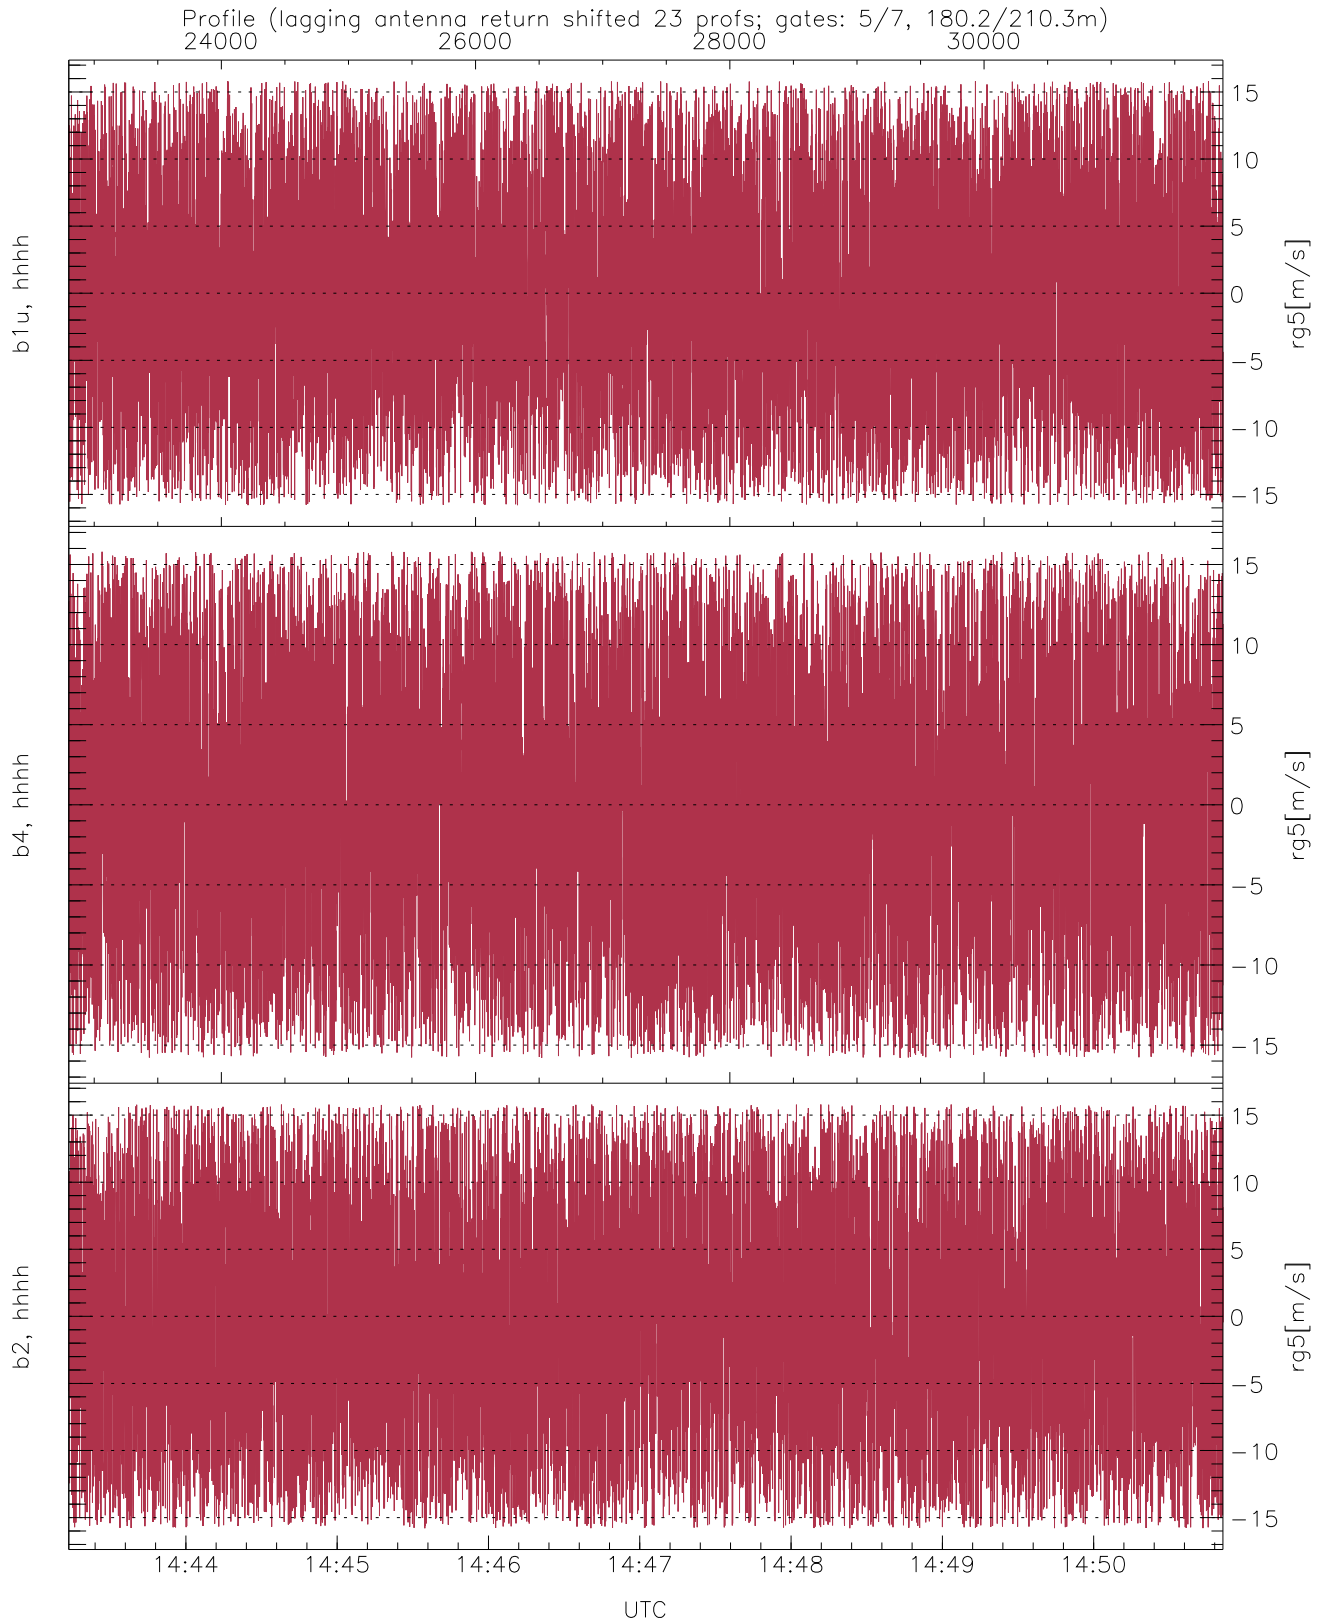 Profile (lagging antenna return shifted 23 profs; gates: 5/7, 180.2/210.3m)
24000 26000 28000 30000
b1u, hhhh
15
10
5
0
-5
-10
-15
rg5[m/s]
b4, hhhh
15
10
5
0
-5
-10
-15
rg5[m/s]
b2, hhhh
15
10
5
0
-5
-10
-15
rg5[m/s]
14:44 14:45 14:46 14:47 14:48 14:49 14:50
UTC